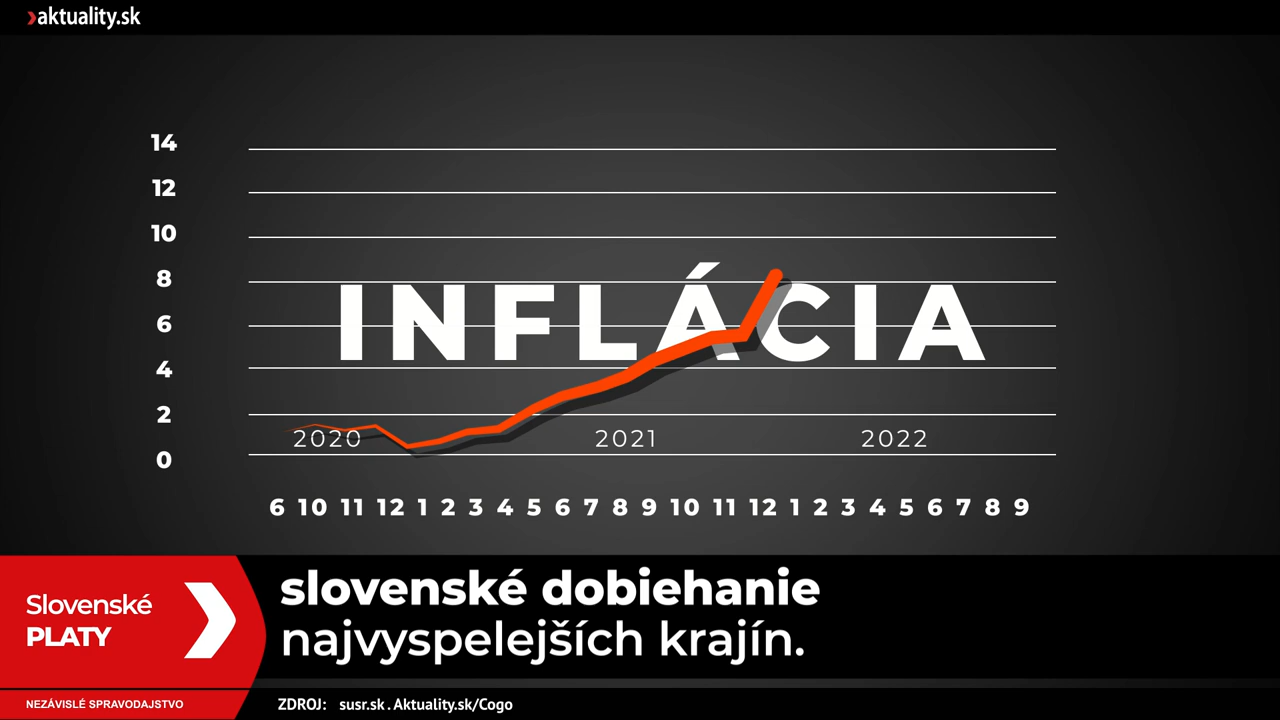 aktuality.sk
14
12
10
8
INFLÁCIA
6
4
2
2020 2021 2022
0
6 10 11 12 1 2 3 4 5 6 7 8 9 10 11 12 1 2 3 4 5 6 7 8 9
Slovenské
PLATY
slovenské dobiehanie
najvyspelejších krajín.
NEZÁVISLÉ SPRAVODAJSTVO
ZDROJ: susr.sk . Aktuality.sk/Cogo